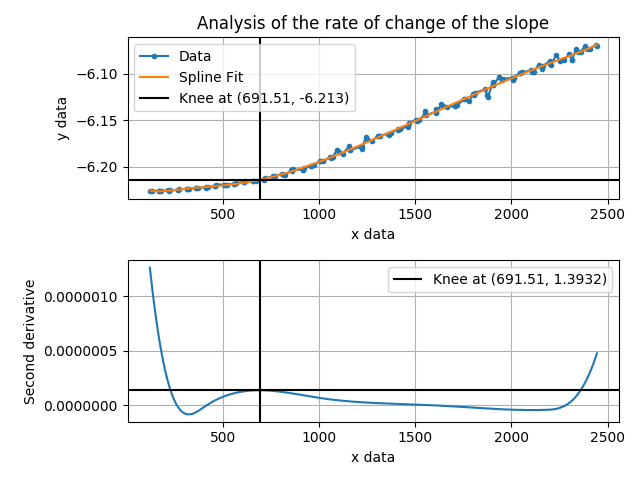 Analysis of the rate of change of the slope
Data
Spline Fit
Knee at (691.51, -6.213)
y data
−6.10
−6.15
−6.20
500 1000 1500 2000 2500
x data
Knee at (691.51, 1.3932)
Second derivative
0.0000010
0.0000005
0.0000000
500 1000 1500 2000 2500
x data